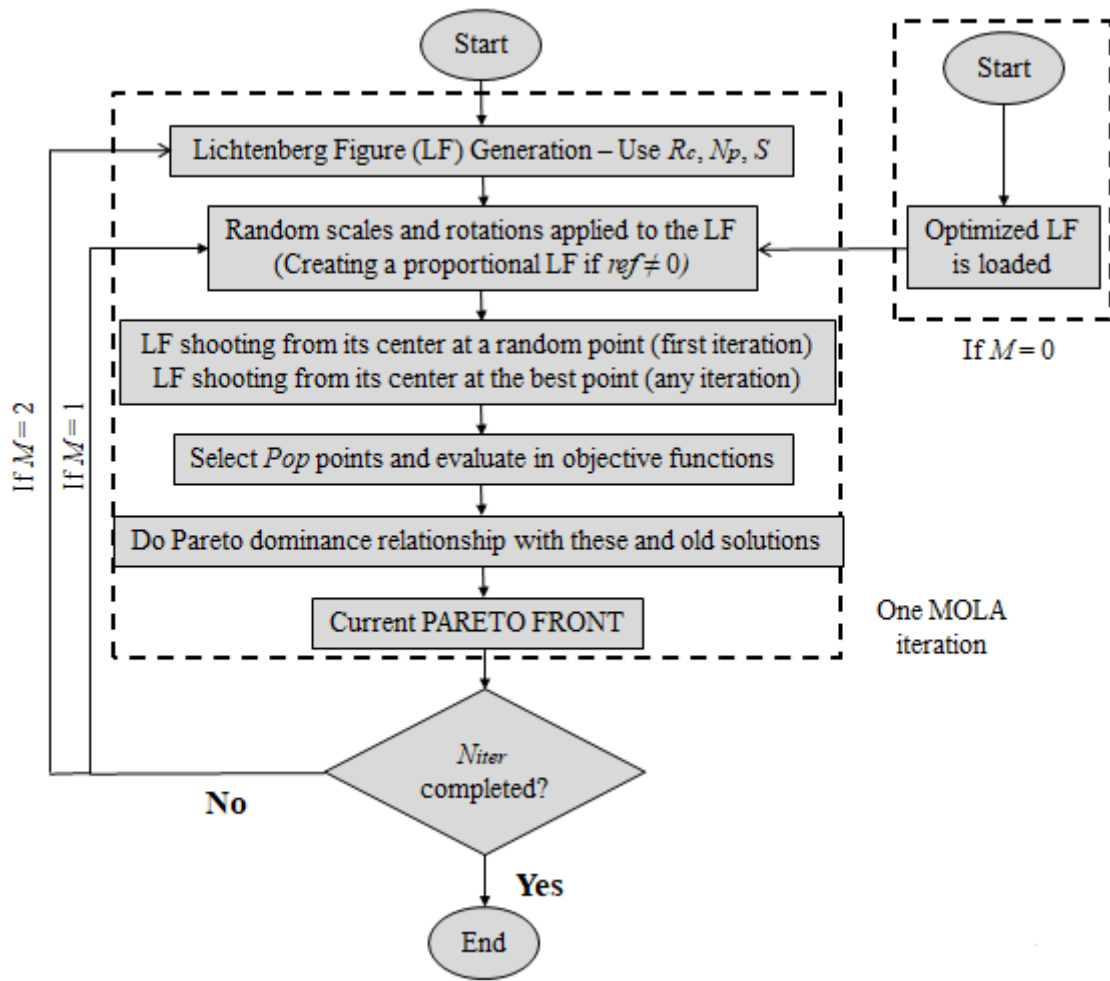 Start
Lichtenberg Figure (LF) Generation – Use Rc, Np, S
Random scales and rotations applied to the LF
(Creating a proportional LF if ref ≠ 0)
LF shooting from its center at a random point (first iteration)
LF shooting from its center at the best point (any iteration)
Select Pop points and evaluate in objective functions
Do Pareto dominance relationship with these and old solutions
Current PARETO FRONT
One MOLA
iteration
Niter
completed?
No
Yes
End
If M = 2
If M = 1
Start
Optimized LF
is loaded
If M = 0